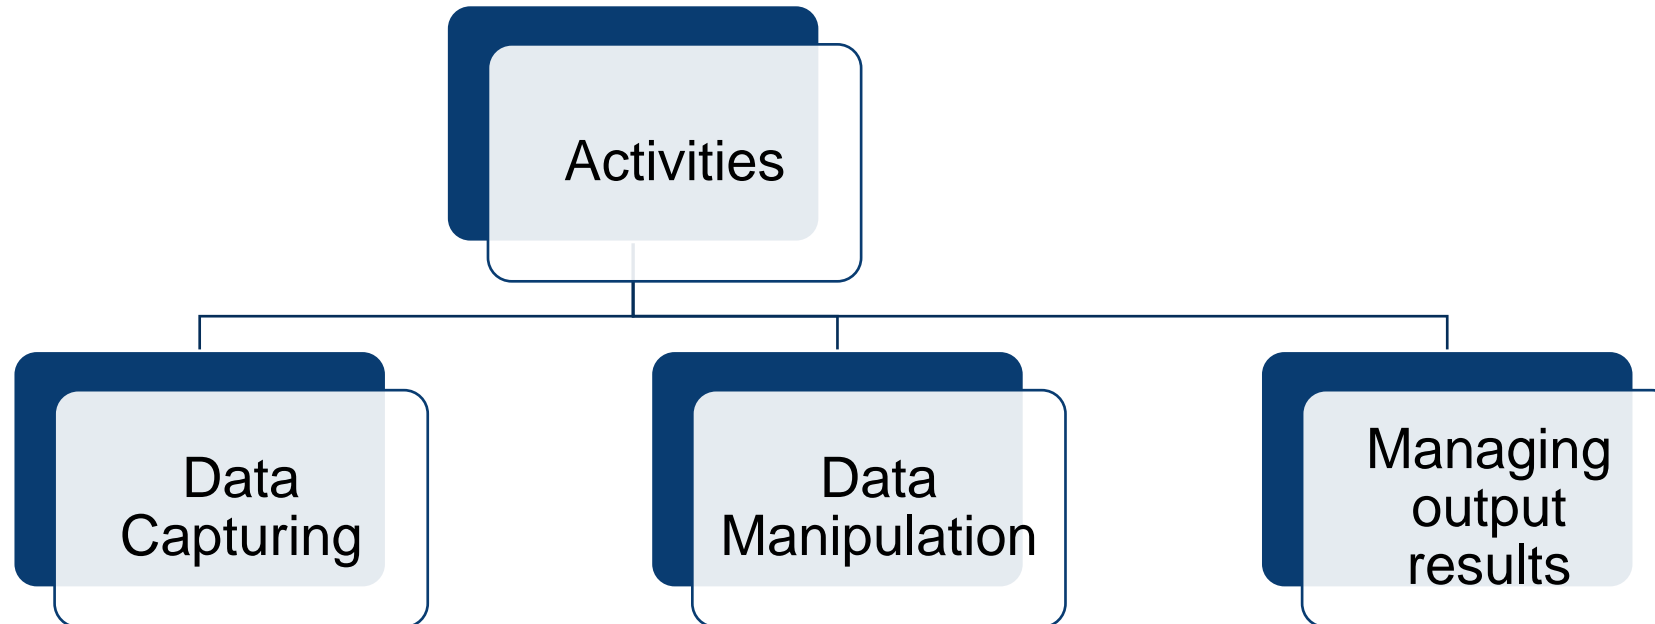 Activities
Data
Capturing
Data
Manipulation
Managing
output
results